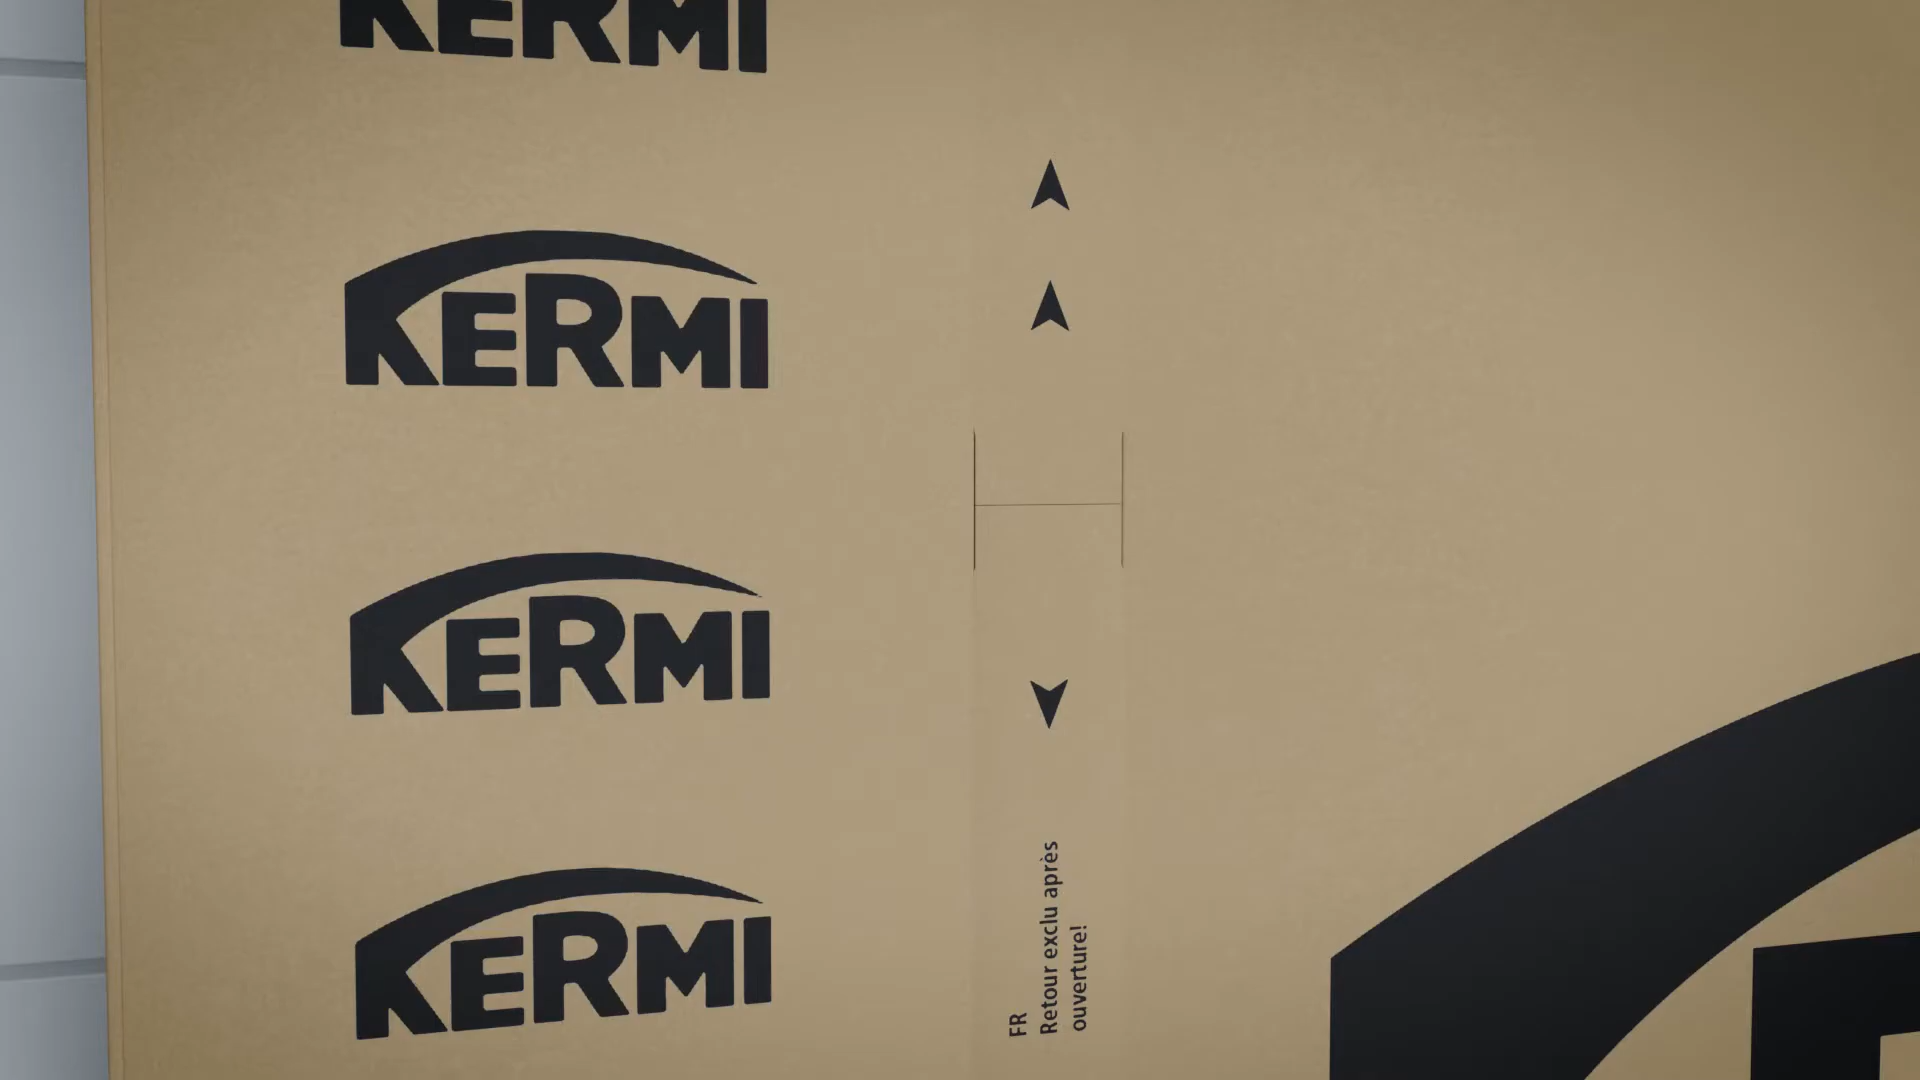 KERMI
KERMI
KERMI
KERMI
FR
Retour exclu après
ouverture!